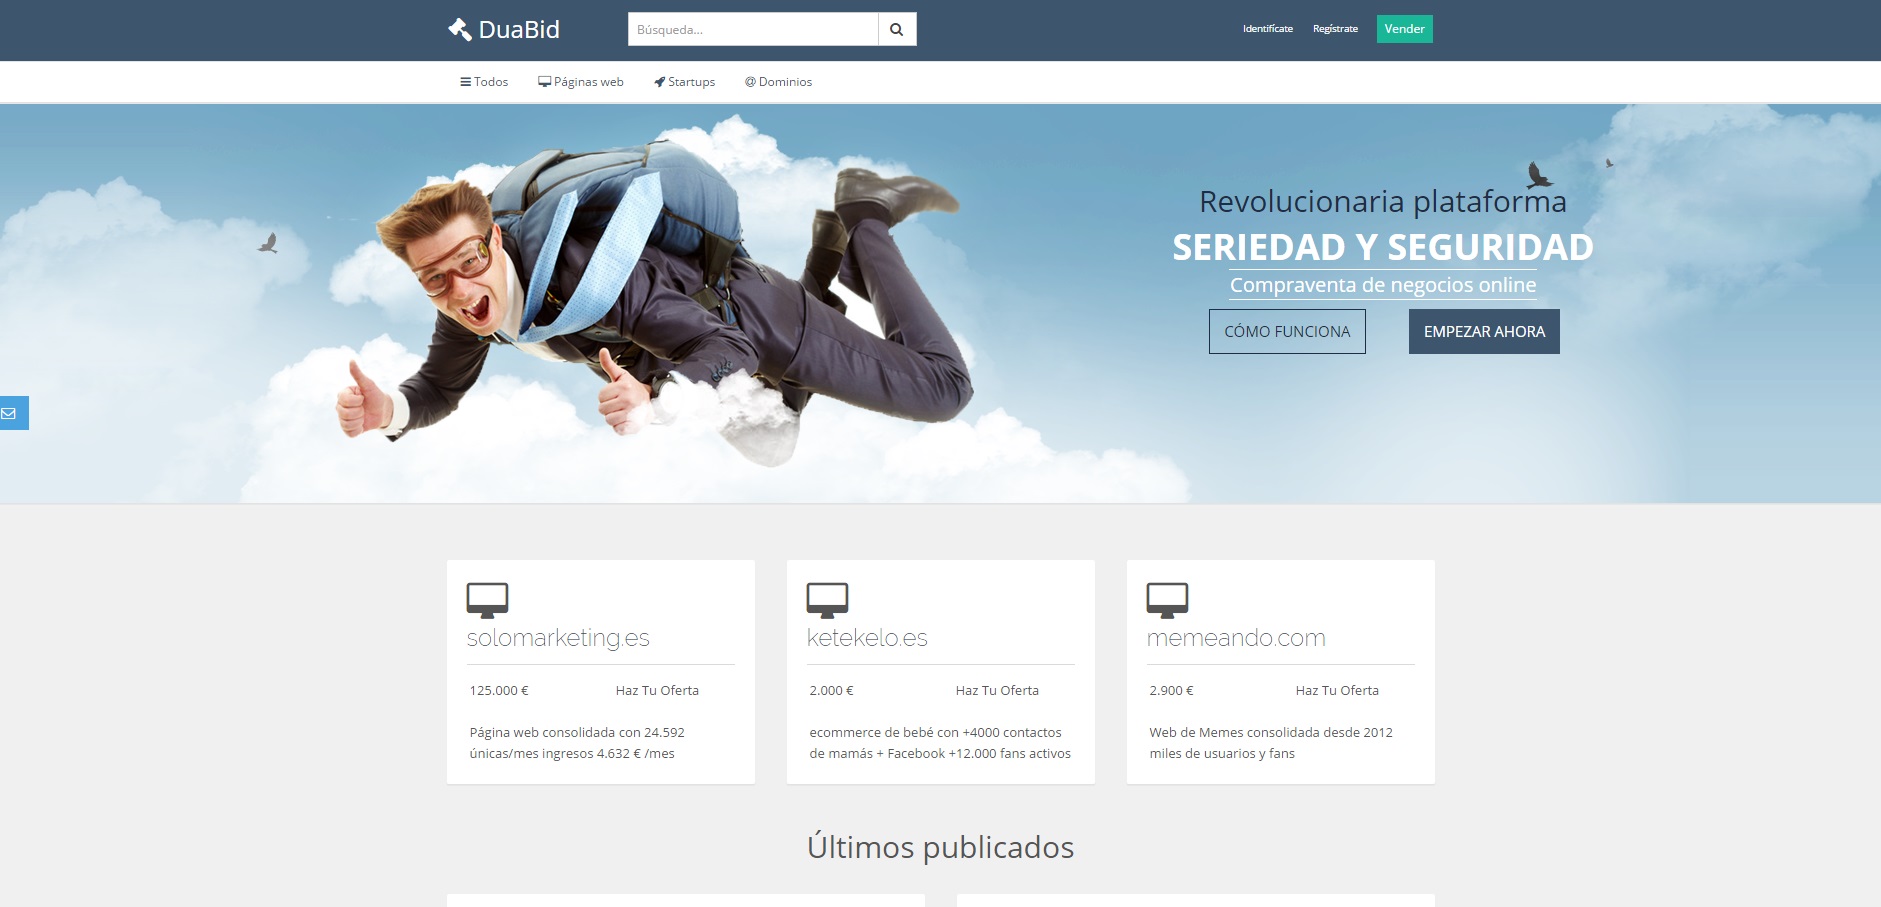 DuaBid
Búsqueda...
Identifícate
Regístrate
Vender
Todos
Páginas web
Startups
Dominios
Revolucionaria plataforma
SERIEDAD Y SEGURIDAD
Compraventa de negocios online
CÓMO FUNCIONA
EMPEZAR AHORA
solomarketing.es
125.000 €
Haz Tu Oferta
Página web consolidada con 24.592
únicas/mes ingresos 4.632 € /mes
ketekelo.es
2.000 €
Haz Tu Oferta
ecommerce de bebé con +4000 contactos
de mamás + Facebook +12.000 fans activos
memeando.com
2.900 €
Haz Tu Oferta
Web de Memes consolidada desde 2012
miles de usuarios y fans
Últimos publicados